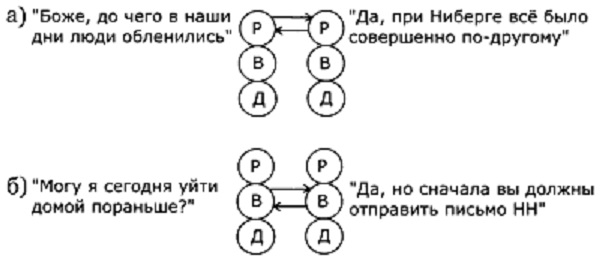 а) "Боже, до чего в наши
дни люди обленились"
Р Р
"Да, при Ниберге всё было
совершенно по-другому"
В В
Д Д
Р Р
б) "Могу я сегодня уйти
домой пораньше?"
В В
"Да, но сначала вы должны
отправить письмо НН"
Д Д